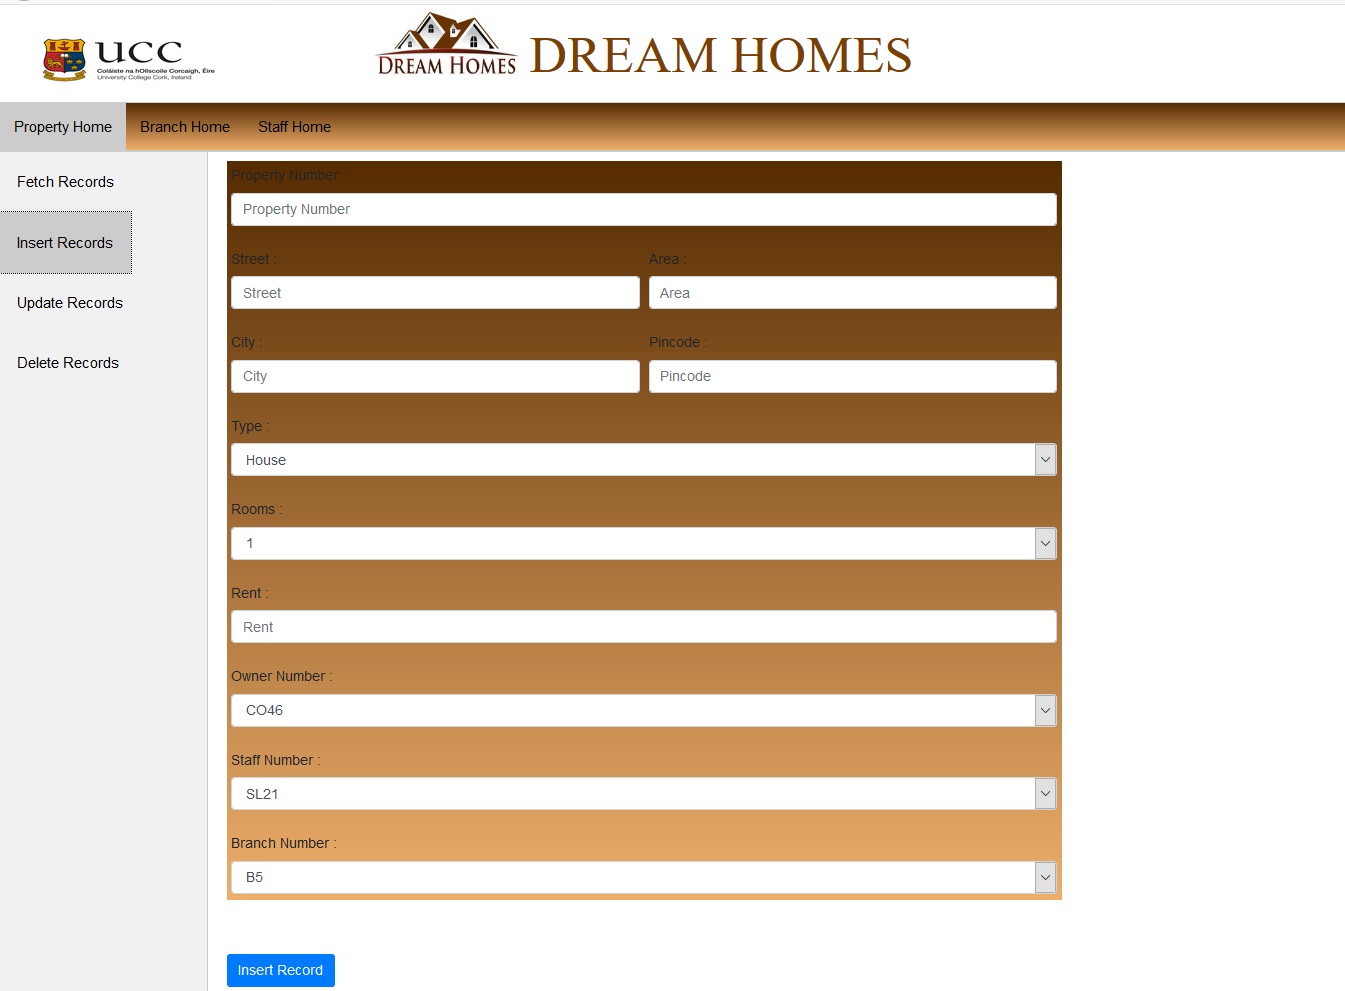 UCC
Coláiste na hOllscoile Corcaigh, Éire
University College Cork, Ireland
DREAM HOMES
DREAM HOMES
Property Home
Branch Home
Staff Home
Fetch Records
Insert Records
Update Records
Delete Records
Property Number :
Property Number
Street :
Area :
Street
Area
City :
Pincode :
City
Pincode
Type :
House
Rooms :
1
Rent :
Rent
Owner Number :
CO46
Staff Number :
SL21
Branch Number :
B5
Insert Record